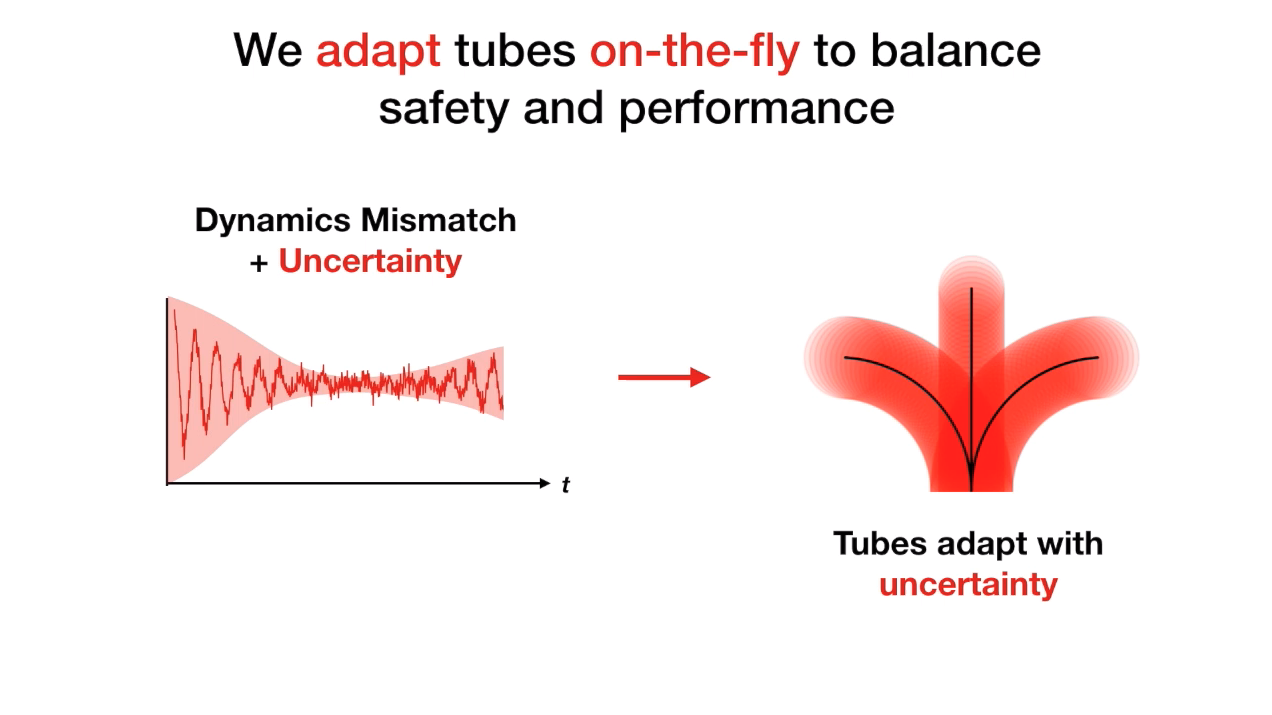 We adapt tubes on-the-fly to balance
safety and performance
Dynamics Mismatch
+ Uncertainty
t
Tubes adapt with
uncertainty